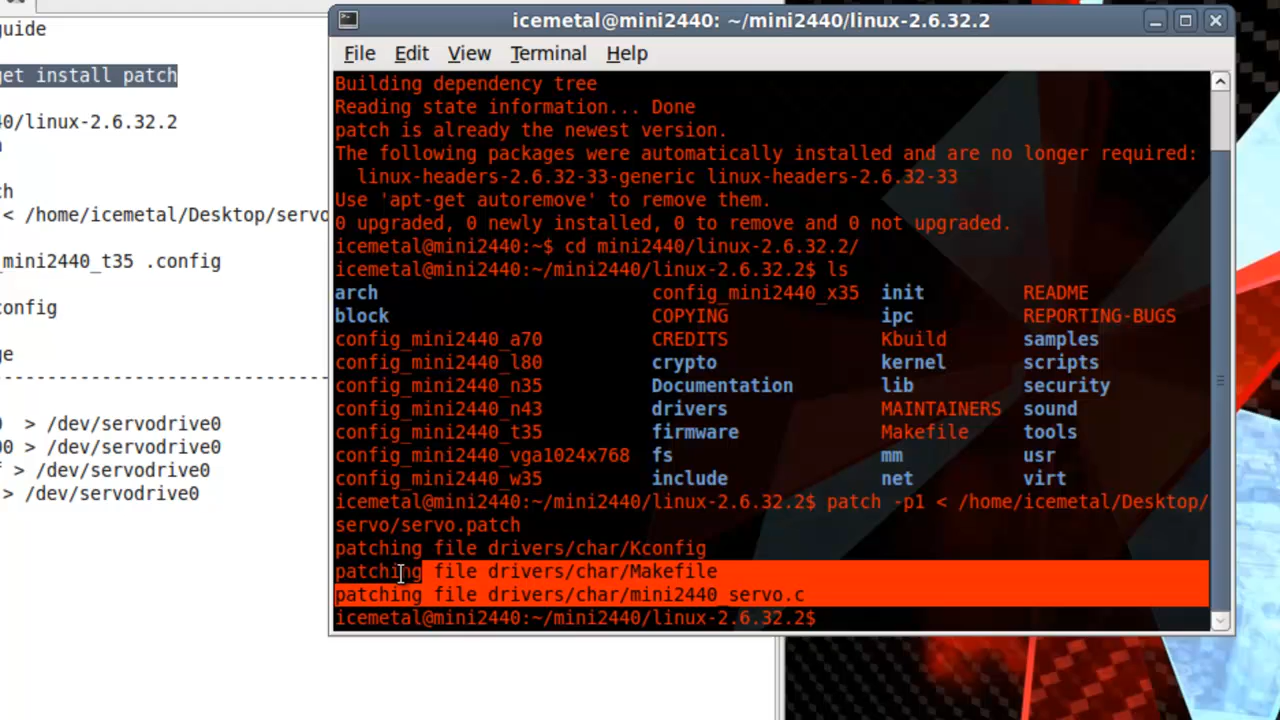 guide
get install patch
40/linux-2.6.32.2
ch
< /home/icemetal/Desktop/servo
_mini2440_t35 .config
config
ge
> /dev/servodrive0
00 > /dev/servodrive0
f > /dev/servodrive0
> /dev/servodrive0
icemetal@mini2440: ~/mini2440/linux-2.6.32.2
File Edit View Terminal Help
Building dependency tree
Reading state information... Done
patch is already the newest version.
The following packages were automatically installed and are no longer required:
linux-headers-2.6.32-33-generic linux-headers-2.6.32-33
Use 'apt-get autoremove' to remove them.
0 upgraded, 0 newly installed, 0 to remove and 0 not upgraded.
icemetal@mini2440:~$ cd mini2440/linux-2.6.32.2/
icemetal@mini2440:~/mini2440/linux-2.6.32.2$ ls
arch config_mini2440_x35 init README
block COPYING ipc REPORTING-BUGS
config_mini2440_a70 CREDITS Kbuild samples
config_mini2440_l80 crypto kernel scripts
config_mini2440_n35 Documentation lib security
config_mini2440_n43 drivers MAINTAINERS sound
config_mini2440_t35 firmware Makefile tools
config_mini2440_vga1024x768 fs mm usr
config_mini2440_w35 include net virt
icemetal@mini2440:~/mini2440/linux-2.6.32.2$ patch -p1 < /home/icemetal/Desktop/
servo/servo.patch
patching file drivers/char/Kconfig
patching file drivers/char/Makefile
patching file drivers/char/mini2440_servo.c
icemetal@mini2440:~/mini2440/linux-2.6.32.2$